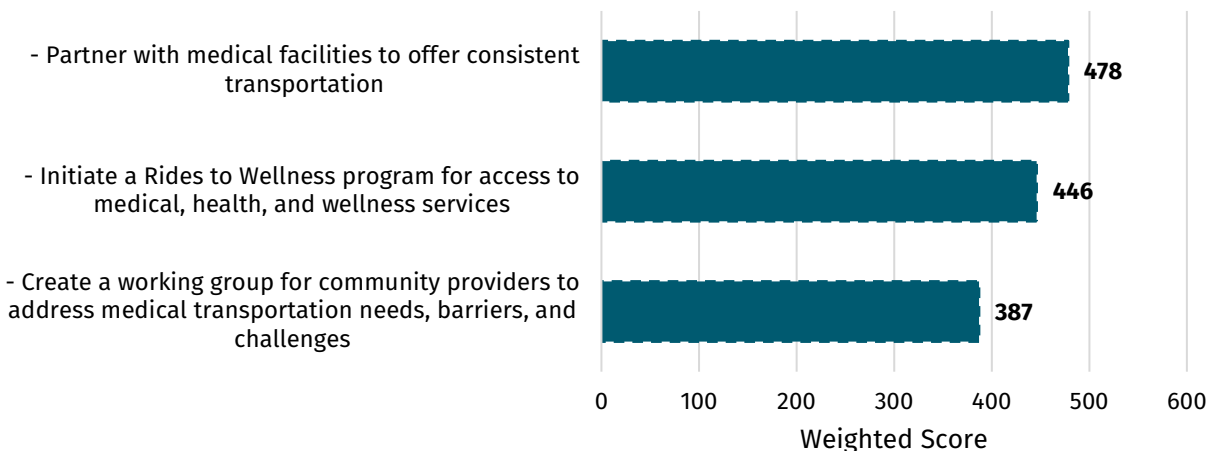 - Partner with medical facilities to offer consistent
transportation
478
- Initiate a Rides to Wellness program for access to
medical, health, and wellness services
446
- Create a working group for community providers to
address medical transportation needs, barriers, and
challenges
387
0 100 200 300 400 500 600
Weighted Score